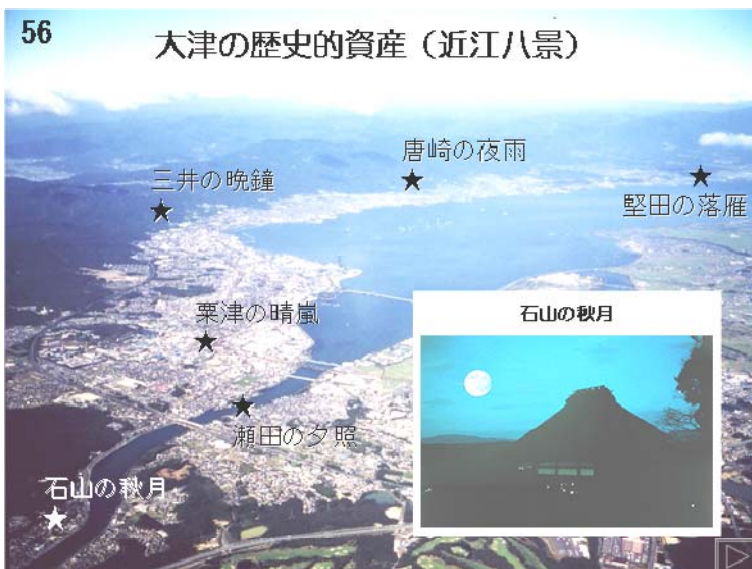 56
大津の歴史的資産（近江八景）
唐崎の夜雨
三井の晩鐘
堅田の落雁
粟津の晴嵐
石山の秋月
瀬田の夕照
石山の秋月